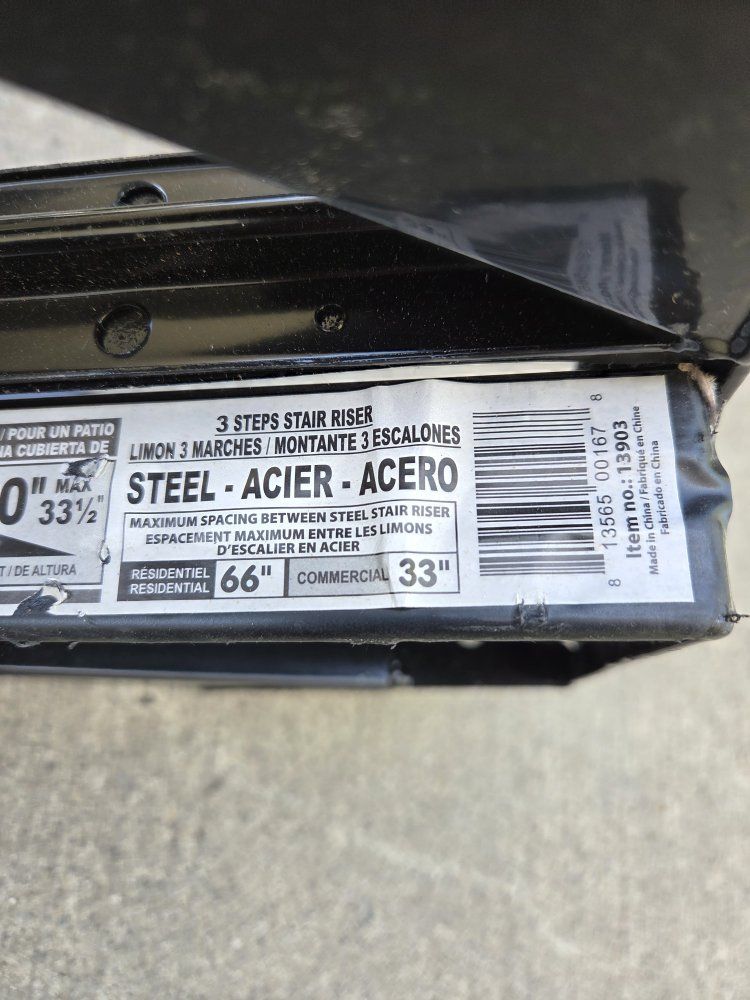 / POUR UN PATIO
NA CUBIERTA DE
0" MAX
33½"
T / DE ALTURA
3 STEPS STAIR RISER
LIMON 3 MARCHES / MONTANTE 3 ESCALONES
STEEL - ACIER - ACERO
MAXIMUM SPACING BETWEEN STEEL STAIR RISER
ESPACEMENT MAXIMUM ENTRE LES LIMONS
D'ESCALIER EN ACIER
RÉSIDENTIEL
RESIDENTIAL
66"
COMMERCIAL
33"
8 13565 00167 8
Item no.: 13903
Made in China / Fabriqué en Chine
Fabricado en China